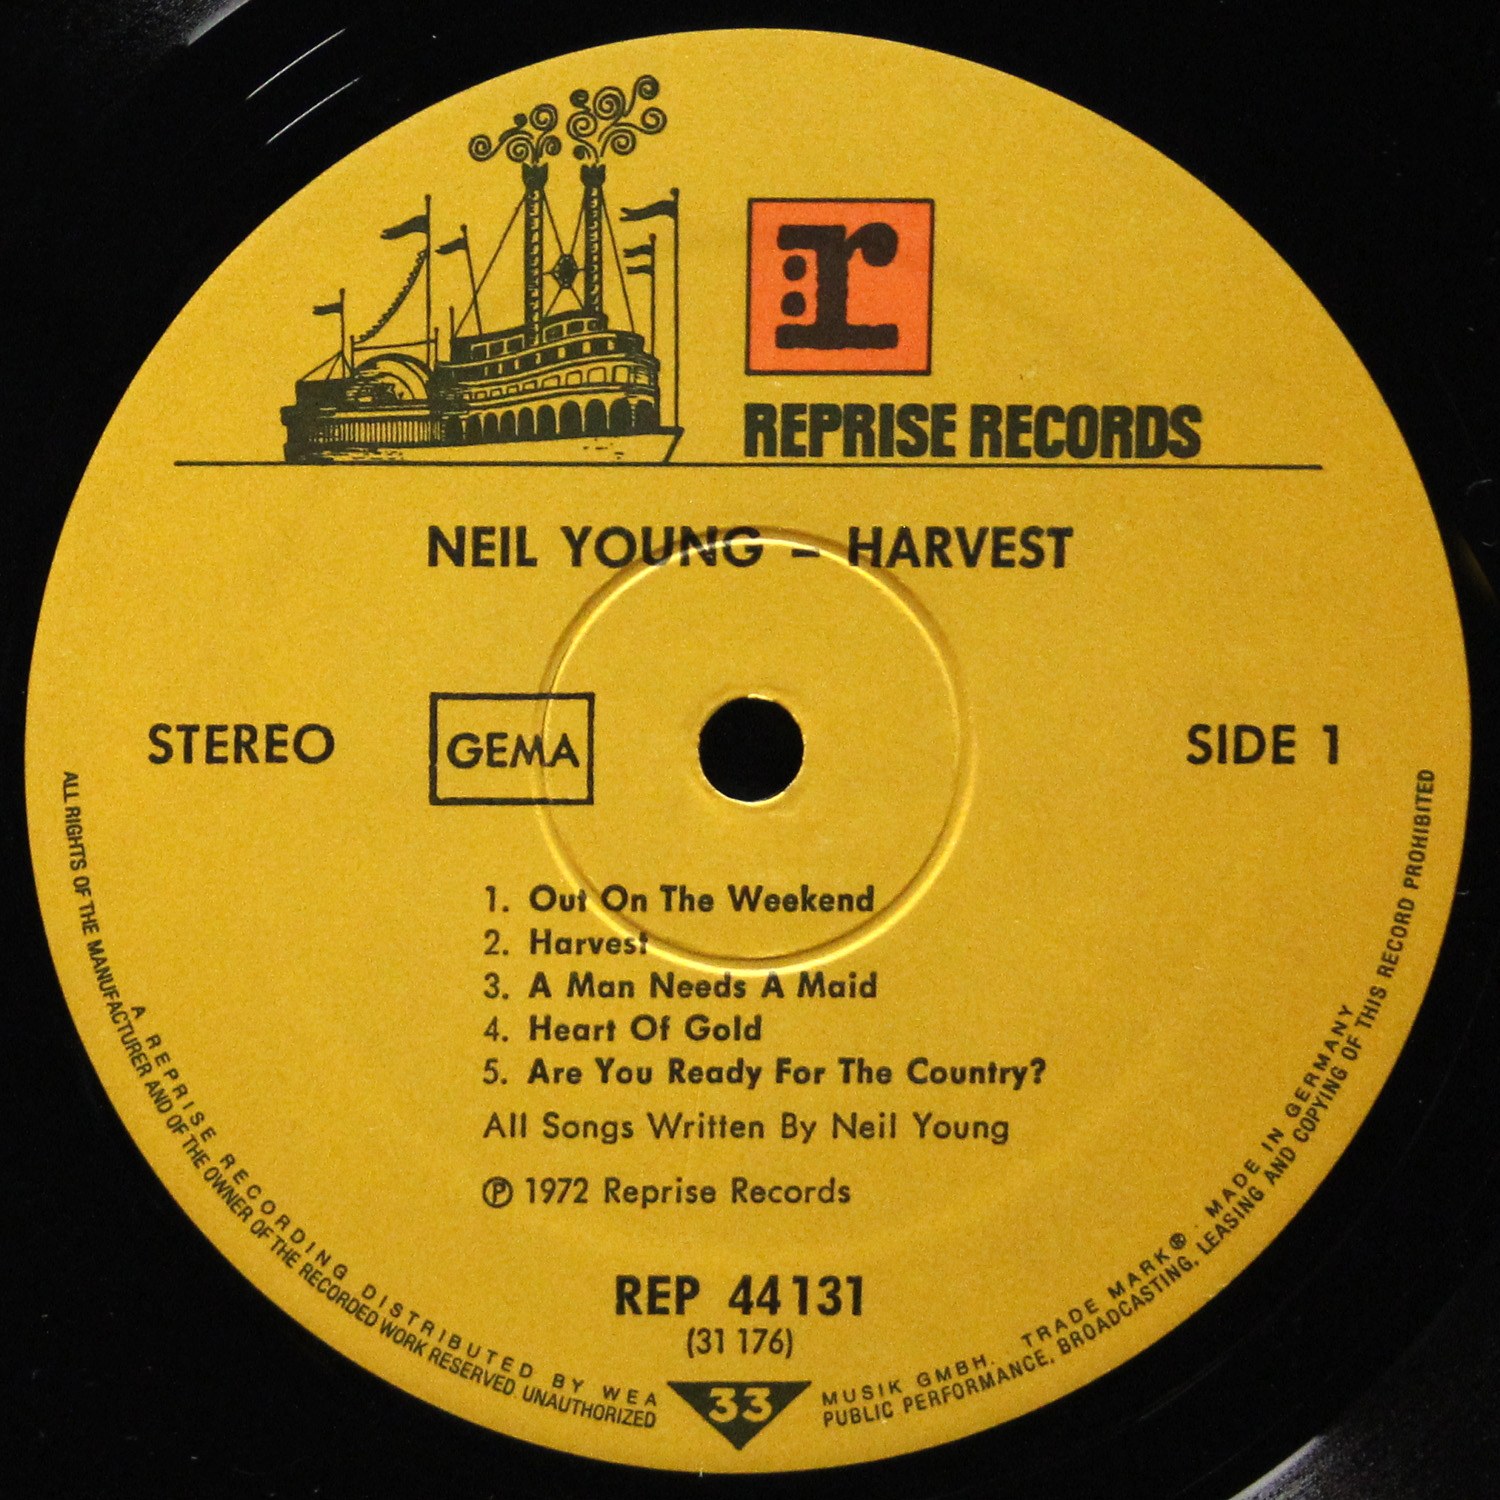 r
REPRISE RECORDS
NEIL YOUNG – HARVEST
STEREO
GEMA
SIDE 1
1. Out On The Weekend
2. Harvest
3. A Man Needs A Maid
4. Heart Of Gold
5. Are You Ready For The Country?
All Songs Written By Neil Young
℗ 1972 Reprise Records
REP 44 131
(31 176)
33
A REPRISE RECORDING DISTRIBUTED BY WEA MUSIK GMBH. TRADE MARK ® · MADE IN GERMANY
ALL RIGHTS OF THE MANUFACTURER AND OF THE OWNER OF THE RECORDED WORK RESERVED. UNAUTHORIZED PUBLIC PERFORMANCE, BROADCASTING, LEASING AND COPYING OF THIS RECORD PROHIBITED